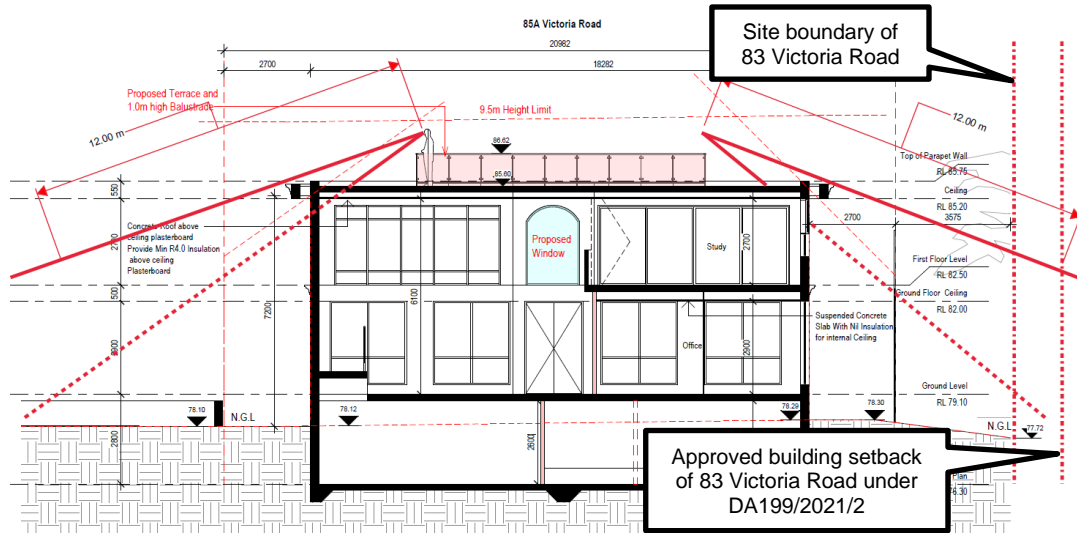 85A Victoria Road
20982
2700
18282
Site boundary of
83 Victoria Road
Proposed Terrace and
1.0m high Balustrade
9.5m Height Limit
12.00 m
12.00 m
86.62
85.60
Top of Parapet Wall
RL 85.75
Ceiling
RL 85.20
550
2700
3575
Concrete Roof above
ceiling plasterboard
Provide Min R4.0 Insulation
above ceiling
Plasterboard
2700
Proposed
Window
Study
2700
First Floor Level
RL 82.50
Ground Floor Ceiling
RL 82.00
500
7200
6100
Suspended Concrete
Slab With Nil Insulation
for internal Ceiling
Office
2900
2900
Ground Level
RL 79.10
78.10
N.G.L
78.12
78.29
78.30
N.G.L
77.72
2800
2600
Approved building setback
of 83 Victoria Road under
DA199/2021/2
Plan
6.30